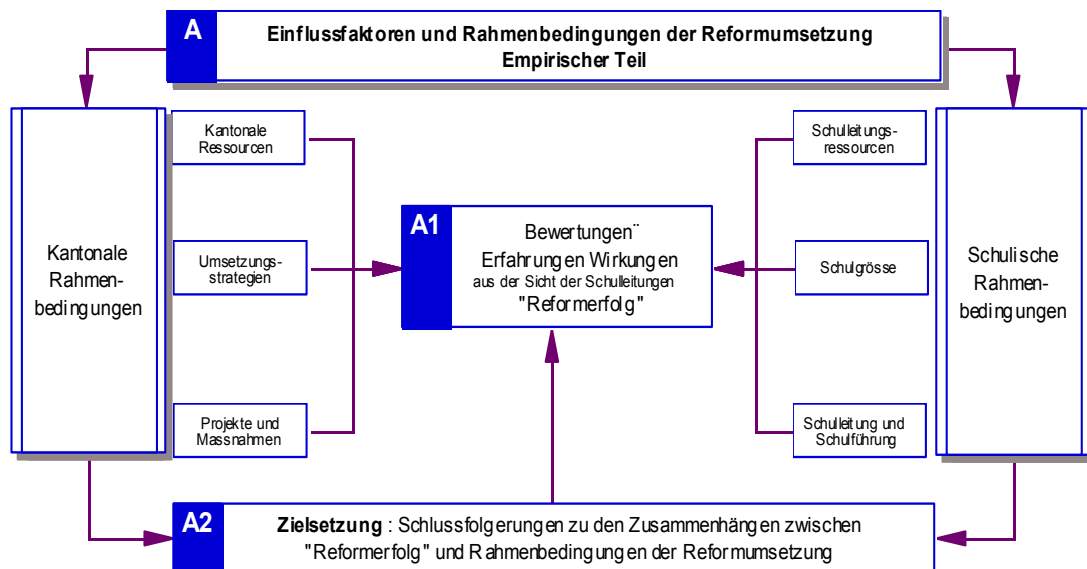 A
Einflussfaktoren und Rahmenbedingungen der Reformumsetzung
Empirischer Teil
Kantonale
Rahmen-
bedingungen
Kantonale
Ressourcen
Umsetzungs-
strategien
Projekte und
Massnahmen
A1
Bewertungen¨
Erfahrungen Wirkungen
aus der Sicht der Schulleitungen
"Reformerfolg"
Schulleitungs-
ressourcen
Schulgrösse
Schulleitung und
Schulführung
Schulische
Rahmen-
bedingungen
A2
Zielsetzung : Schlussfolgerungen zu den Zusammenhängen zwischen
"Reformerfolg" und Rahmenbedingungen der Reformumsetzung